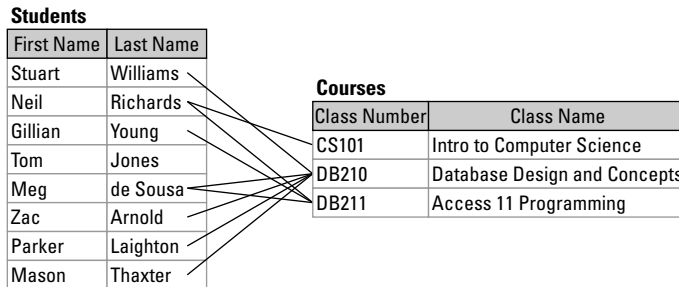 Students
First Name Last Name
Stuart Williams
Neil Richards
Gillian Young
Tom Jones
Meg de Sousa
Zac Arnold
Parker Laighton
Mason Thaxter
Courses
Class Number Class Name
CS101 Intro to Computer Science
DB210 Database Design and Concepts
DB211 Access 11 Programming